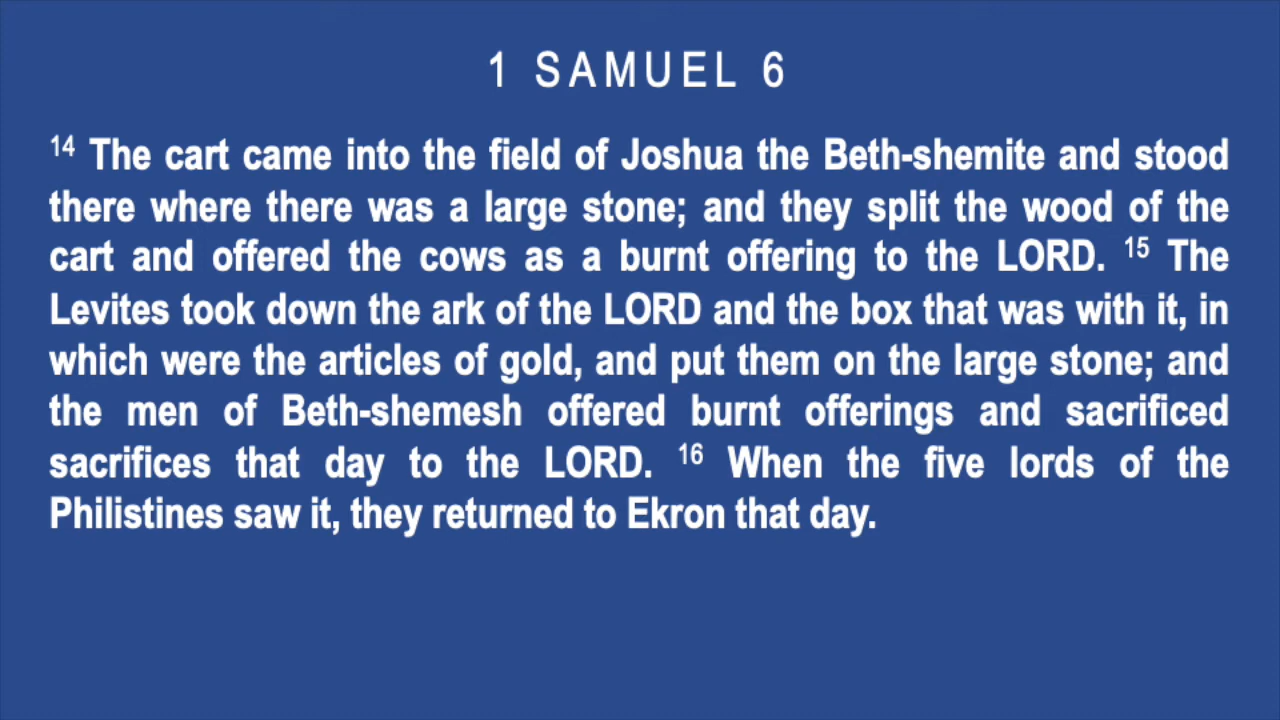 1 SAMUEL 6
14 The cart came into the field of Joshua the Beth-shemite and stood
there where there was a large stone; and they split the wood of the
cart and offered the cows as a burnt offering to the LORD. 15 The
Levites took down the ark of the LORD and the box that was with it, in
which were the articles of gold, and put them on the large stone; and
the men of Beth-shemesh offered burnt offerings and sacrificed
sacrifices that day to the LORD. 16 When the five lords of the
Philistines saw it, they returned to Ekron that day.